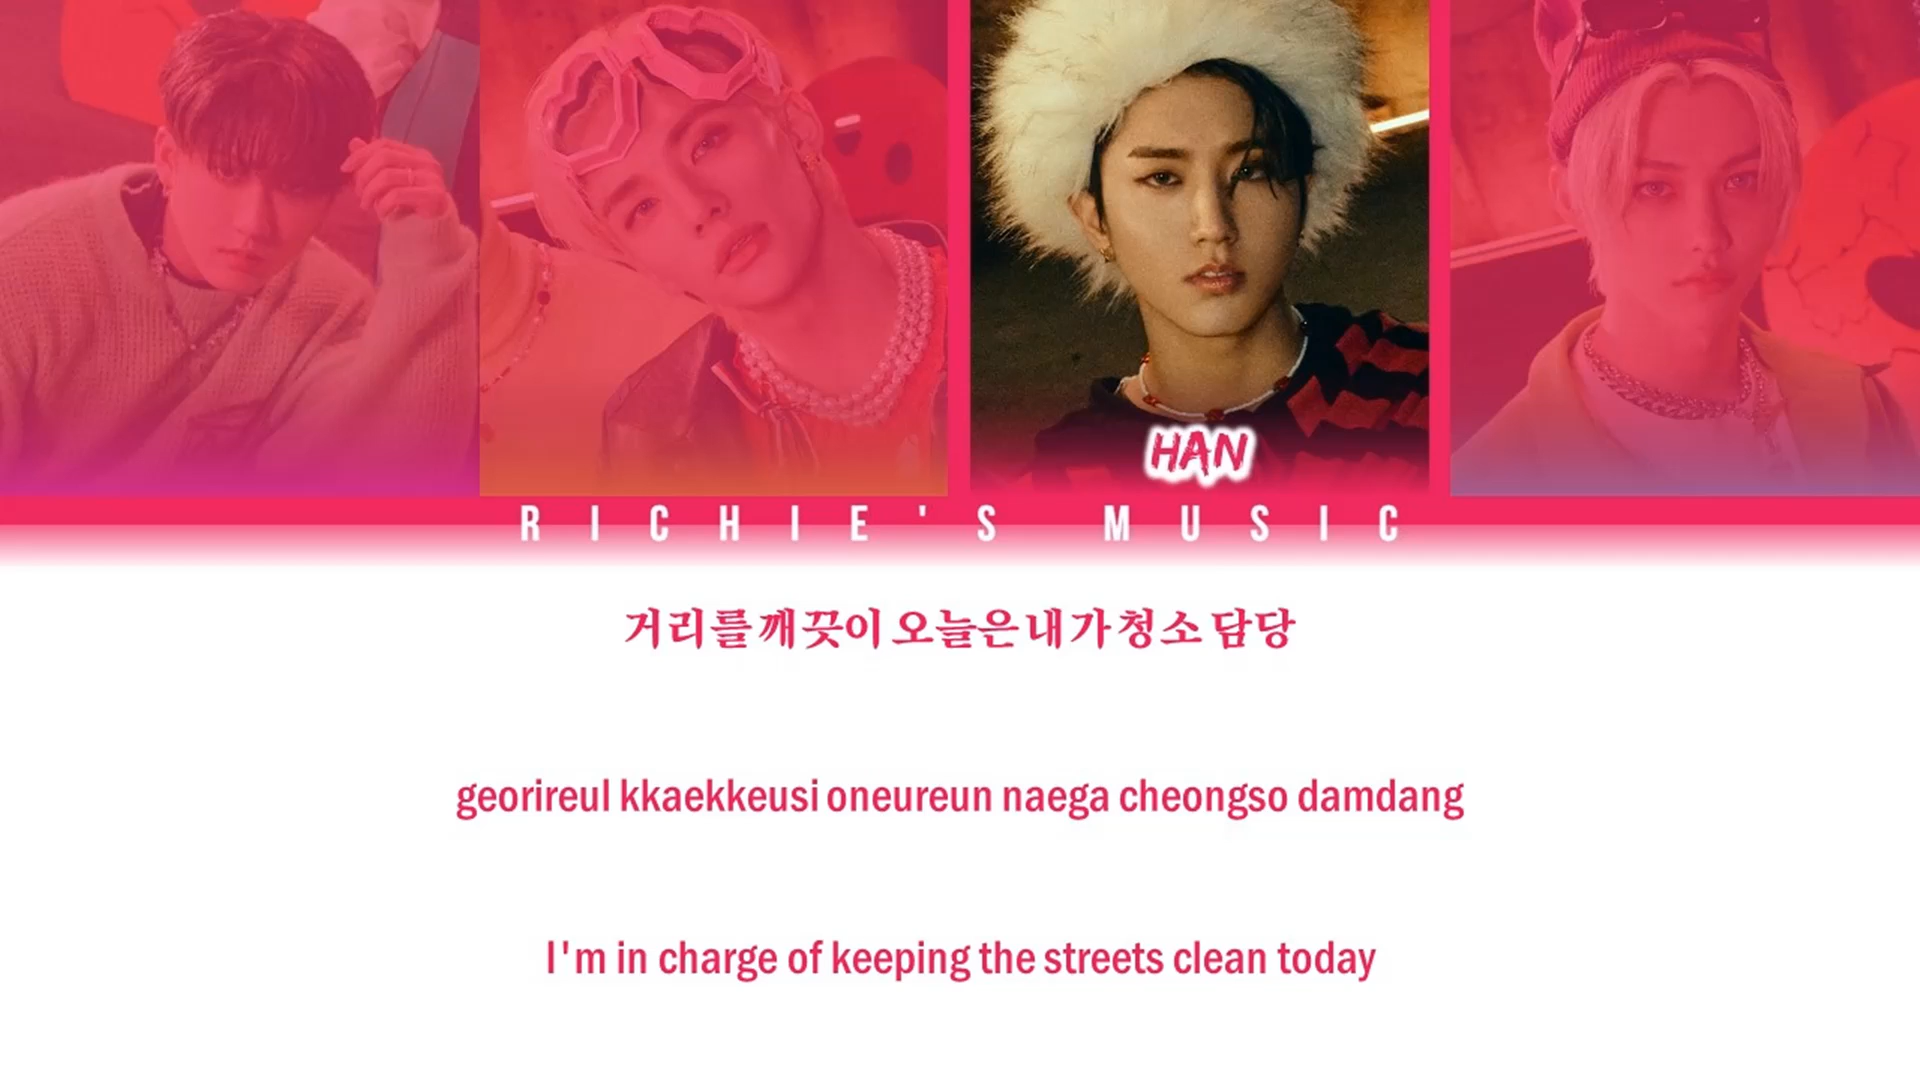 HAN
RICHIE'S MUSIC
거리를 깨끗이 오늘은 내가 청소 담당
georireul kkaekkeusi oneureun naega cheongso damdang
I'm in charge of keeping the streets clean today